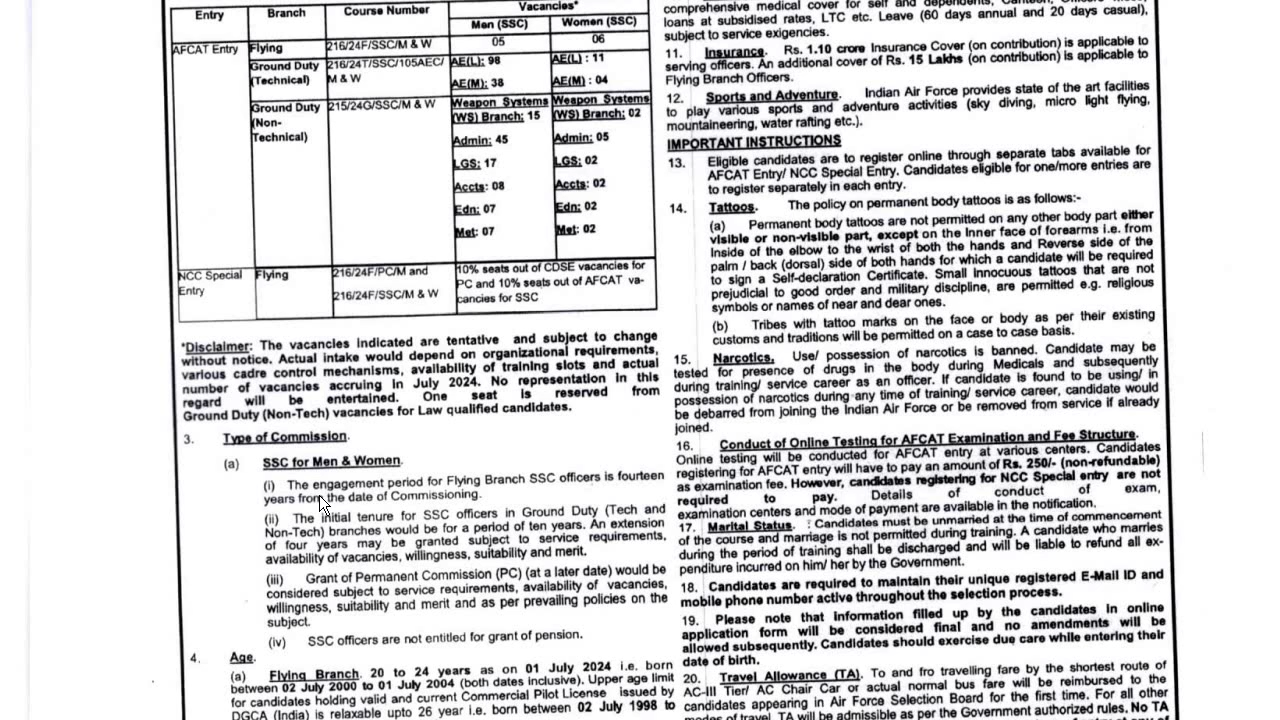 Vacancies*
Entry Branch Course Number
Men (SSC) Women (SSC)
AFCAT Entry Flying 216/24F/SSC/M & W 05 06
Ground Duty (Technical) 216/24T/SSC/105AEC/ M & W AE(L): 98 AE(L) : 11
AE(M): 38 AE(M) : 04
Ground Duty (Non-Technical) 215/24G/SSC/M & W Weapon Systems (WS) Branch: 15 Weapon Systems (WS) Branch: 02
Admin: 45 Admin: 05
LGS: 17 LGS: 02
Accts: 08 Accts: 02
Edn: 07 Edn: 02
Met: 07 Met: 02
NCC Special Entry Flying 216/24F/PC/M and 216/24F/SSC/M & W 10% seats out of CDSE vacancies for PC and 10% seats out of AFCAT va-cancies for SSC
*Disclaimer: The vacancies indicated are tentative and subject to change
without notice. Actual intake would depend on organizational requirements,
various cadre control mechanisms, availability of training slots and actual
number of vacancies accruing in July 2024. No representation in this
regard will be entertained. One seat is reserved from
Ground Duty (Non-Tech) vacancies for Law qualified candidates.
3. Type of Commission.
(a) SSC for Men & Women.
(i) The engagement period for Flying Branch SSC officers is fourteen
years from the date of Commissioning.
(ii) The initial tenure for SSC officers in Ground Duty (Tech and
Non-Tech) branches would be for a period of ten years. An extension
of four years may be granted subject to service requirements,
availability of vacancies, willingness, suitability and merit.
(iii) Grant of Permanent Commission (PC) (at a later date) would be
considered subject to service requirements, availability of vacancies,
willingness, suitability and merit and as per prevailing policies on the
subject.
(iv) SSC officers are not entitled for grant of pension.
4. Age.
(a) Flying Branch. 20 to 24 years as on 01 July 2024 i.e. born
between 02 July 2000 to 01 July 2004 (both dates inclusive). Upper age limit
for candidates holding valid and current Commercial Pilot License issued by
DGCA (India) is relaxable upto 26 year i.e. born between 02 July 1998 to
comprehensive medical cover for self and
loans at subsidised rates, LTC etc. Leave (60 days annual and 20 days casual),
subject to service exigencies.
11. Insurance. Rs. 1.10 crore Insurance Cover (on contribution) is applicable to
serving officers. An additional cover of Rs. 15 Lakhs (on contribution) is applicable to
Flying Branch Officers.
12. Sports and Adventure. Indian Air Force provides state of the art facilities
to play various sports and adventure activities (sky diving, micro light flying,
mountaineering, water rafting etc.).
IMPORTANT INSTRUCTIONS
13. Eligible candidates are to register online through separate tabs available for
AFCAT Entry/ NCC Special Entry. Candidates eligible for one/more entries are
to register separately in each entry.
14. Tattoos. The policy on permanent body tattoos is as follows:-
(a) Permanent body tattoos are not permitted on any other body part either
visible or non-visible part, except on the Inner face of forearms i.e. from
inside of the elbow to the wrist of both the hands and Reverse side of the
palm / back (dorsal) side of both hands for which a candidate will be required
to sign a Self-declaration Certificate. Small innocuous tattoos that are not
prejudicial to good order and military discipline, are permitted e.g. religious
symbols or names of near and dear ones.
(b) Tribes with tattoo marks on the face or body as per their existing
customs and traditions will be permitted on a case to case basis.
15. Narcotics. Use/ possession of narcotics is banned. Candidate may be
tested for presence of drugs in the body during Medicals and subsequently
during training/ service career as an officer. If candidate is found to be using/ in
possession of narcotics during any time of training/ service career, candidate would
be debarred from joining the Indian Air Force or be removed from service if already
joined.
16. Conduct of Online Testing for AFCAT Examination and Fee Structure.
Online testing will be conducted for AFCAT entry at various centers. Candidates
registering for AFCAT entry will have to pay an amount of Rs. 250/- (non-refundable)
as examination fee. However, candidates registering for NCC Special entry are not
required to pay. Details of conduct of exam,
examination centers and mode of payment are available in the notification.
17. Marital Status. : Candidates must be unmarried at the time of commencement
of the course and marriage is not permitted during training. A candidate who marries
during the period of training shall be discharged and will be liable to refund all ex-
penditure incurred on him/ her by the Government.
18. Candidates are required to maintain their unique registered E-Mail ID and
mobile phone number active throughout the selection process.
19. Please note that information filled up by the candidates in online
application form will be considered final and no amendments will be
allowed subsequently. Candidates should exercise due care while entering their
date of birth.
20. Travel Allowance (TA). To and fro travelling fare by the shortest route of
AC-III Tier/ AC Chair Car or actual normal bus fare will be reimbursed to the
candidates appearing in Air Force Selection Board for the first time. For all other
modes of travel, TA will be admissible as per the Government authorized rules. No TA